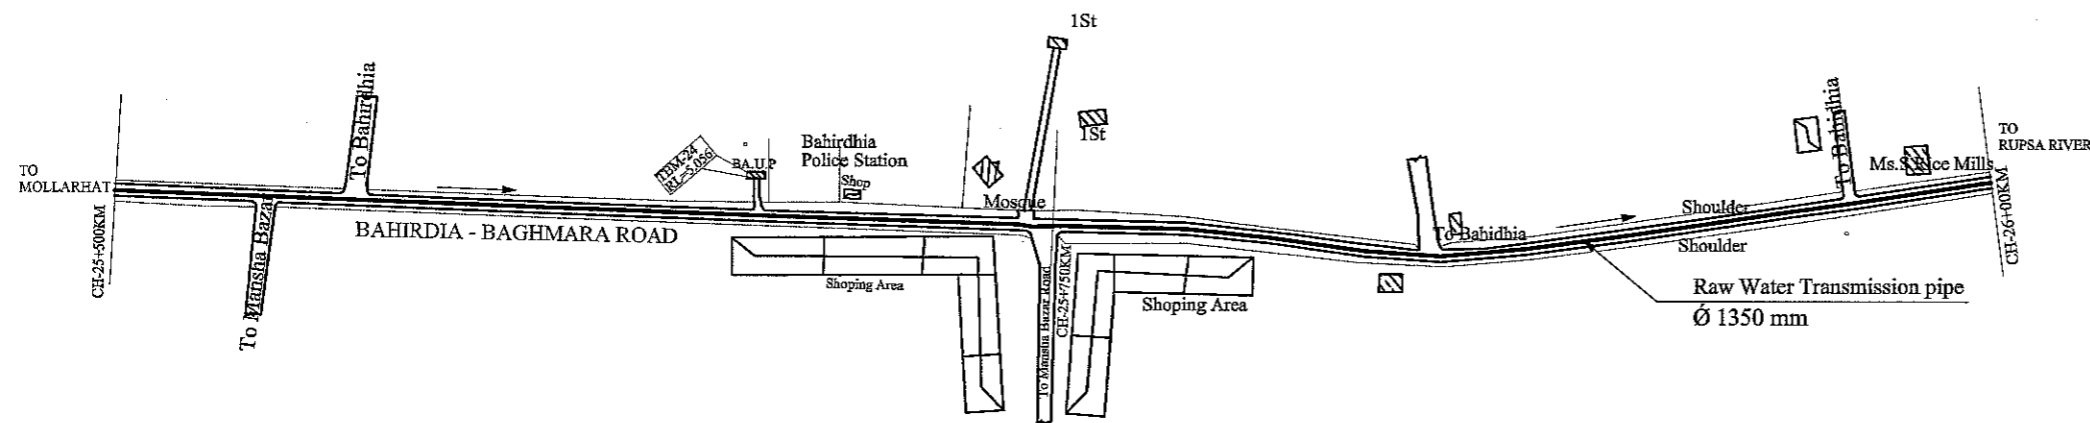 1St
To Bahirdhia
TO
MOLLARHAT
CH-25+500KM
To Mansha Bazar
TBM-24
RL=5.056
BA.U.P
Bahirdhia
Police Station
Shop
Mosque
1St
BAHIRDIA - BAGHMARA ROAD
Shoping Area
To Mansha Bazar Road
CH-25+750KM
Shoping Area
To Bahidhia
Shoulder
Shoulder
Raw Water Transmission pipe
Ø 1350 mm
To Bahidhia
Ms.S.Rice Mills
TO
RUPSA RIVER
CH-26+00KM